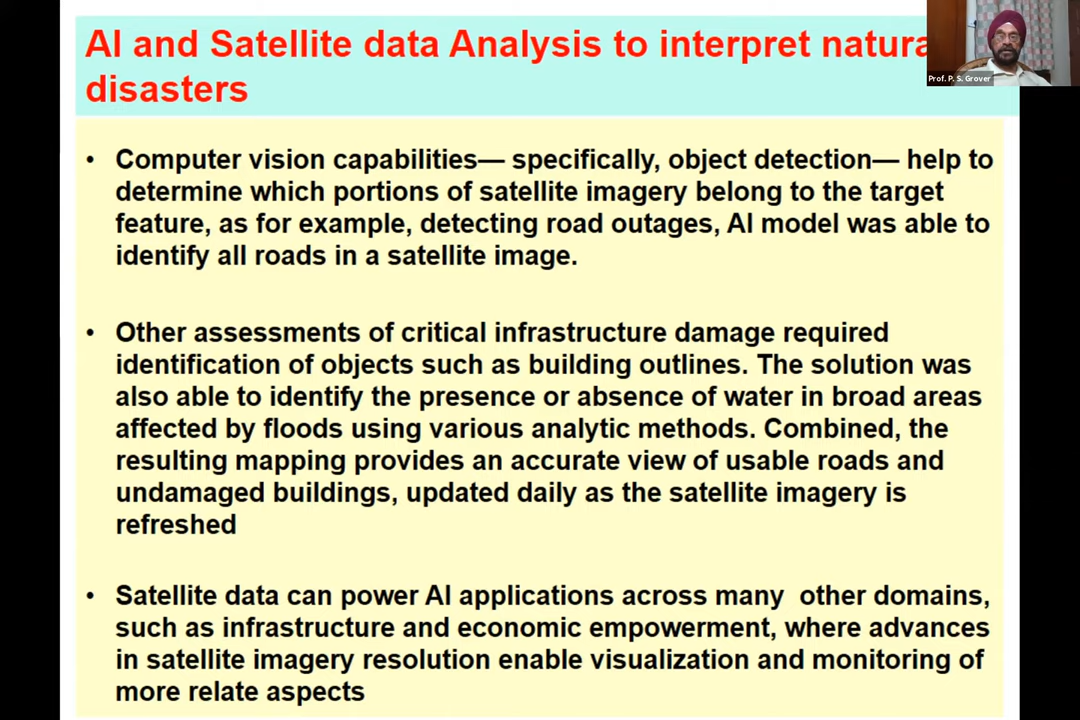 AI and Satellite data Analysis to interpret natura
disasters
Prof. P. S. Grover
• Computer vision capabilities— specifically, object detection— help to
determine which portions of satellite imagery belong to the target
feature, as for example, detecting road outages, AI model was able to
identify all roads in a satellite image.
• Other assessments of critical infrastructure damage required
identification of objects such as building outlines. The solution was
also able to identify the presence or absence of water in broad areas
affected by floods using various analytic methods. Combined, the
resulting mapping provides an accurate view of usable roads and
undamaged buildings, updated daily as the satellite imagery is
refreshed
• Satellite data can power AI applications across many  other domains,
such as infrastructure and economic empowerment, where advances
in satellite imagery resolution enable visualization and monitoring of
more relate aspects